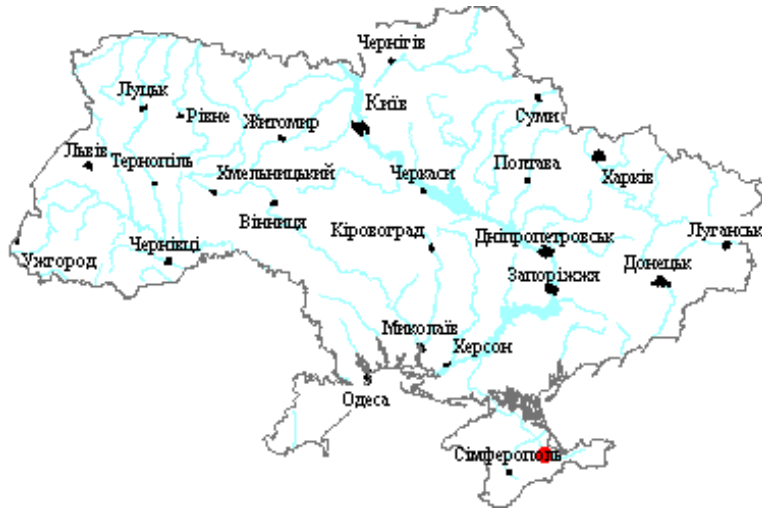 Чернігів
Луцьк
Рівне
Київ
Суми
Житомир
Львів
Тернопіль
Хмельницький
Черкаси
Полтава
Харків
Вінниця
Кіровоград
Дніпропетровськ
Луганськ
Ужгород
Чернівці
Запоріжжя
Донецьк
Миколаїв
Херсон
Одеса
Сімферополь